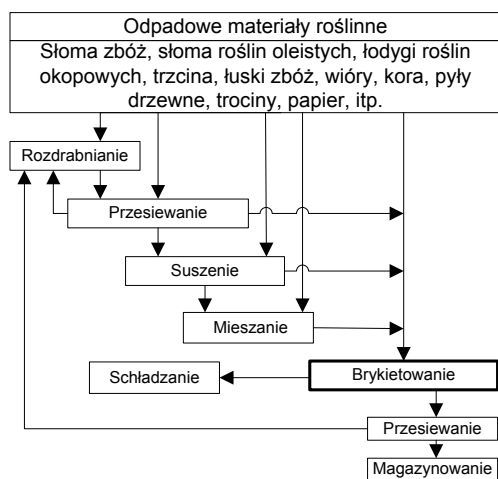 Odpadowe materiały roślinne
Słoma zbóż, słoma roślin oleistych, łodygi roślin
okopowych, trzcina, łuski zbóż, wióry, kora, pyły
drzewne, trociny, papier, itp.
Rozdrabnianie
Przesiewanie
Suszenie
Mieszanie
Schładzanie
Brykietowanie
Przesiewanie
Magazynowanie